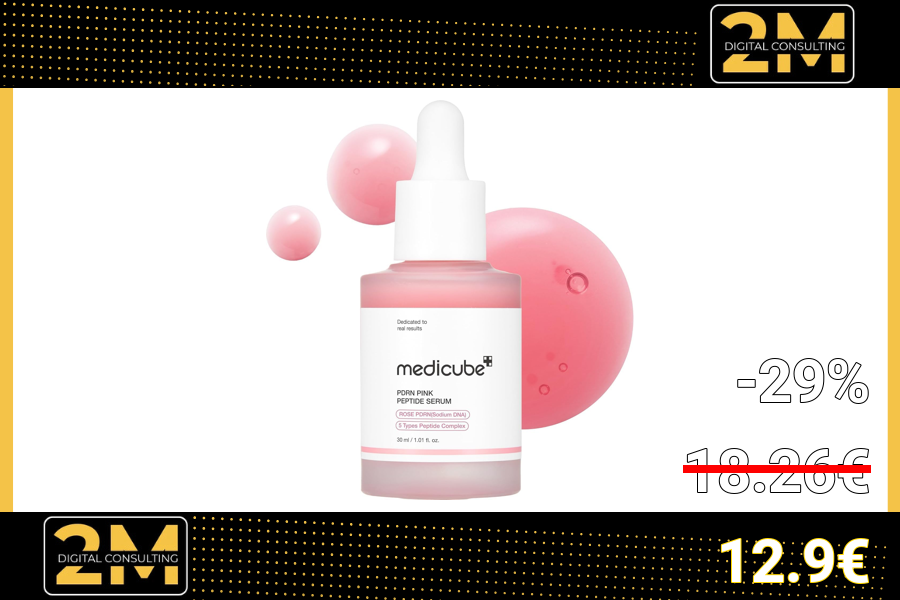 2M
DIGITAL CONSULTING
Dedicated to
real results
medicube
PDRN PINK
PEPTIDE SERUM
ROSE PDRN(Sodium DNA)
5 Types Peptide Complex
30 ml / 1.01 fl. oz.
-29%
18.26€
2M
DIGITAL CONSULTING
12.9€